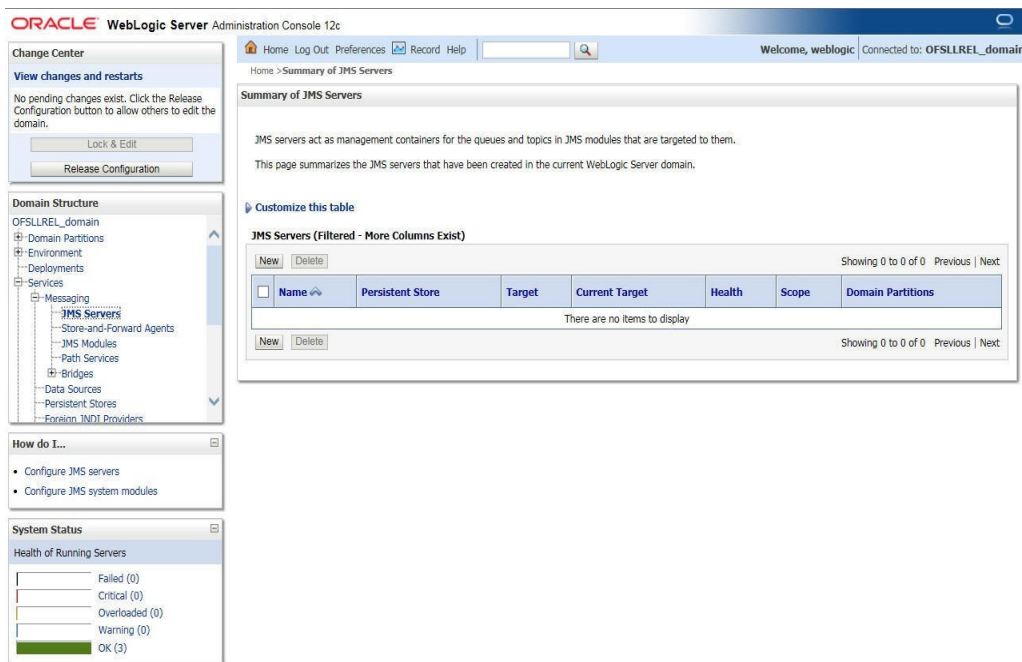 ORACLE WebLogic Server Administration Console 12c
Change Center
View changes and restarts
No pending changes exist. Click the Release
Configuration button to allow others to edit the
domain.
Lock & Edit
Release Configuration
Domain Structure
OFSLLREL_domain
Domain Partitions
Environment
Deployments
Services
Messaging
JMS Servers
Store-and-Forward Agents
JMS Modules
Path Services
Bridges
Data Sources
Persistent Stores
Foreign JNDI Providers
How do I...
Configure JMS servers
Configure JMS system modules
System Status
Health of Running Servers
Failed (0)
Critical (0)
Overloaded (0)
Warning (0)
OK (3)
Home Log Out Preferences Record Help
Welcome, weblogic Connected to: OFSLLREL_domain
Home >Summary of JMS Servers
Summary of JMS Servers
JMS servers act as management containers for the queues and topics in JMS modules that are targeted to them.
This page summarizes the JMS servers that have been created in the current WebLogic Server domain.
Customize this table
JMS Servers (Filtered - More Columns Exist)
New Delete Showing 0 to 0 of 0 Previous | Next
Name Persistent Store Target Current Target Health Scope Domain Partitions
There are no items to display
New Delete Showing 0 to 0 of 0 Previous | Next